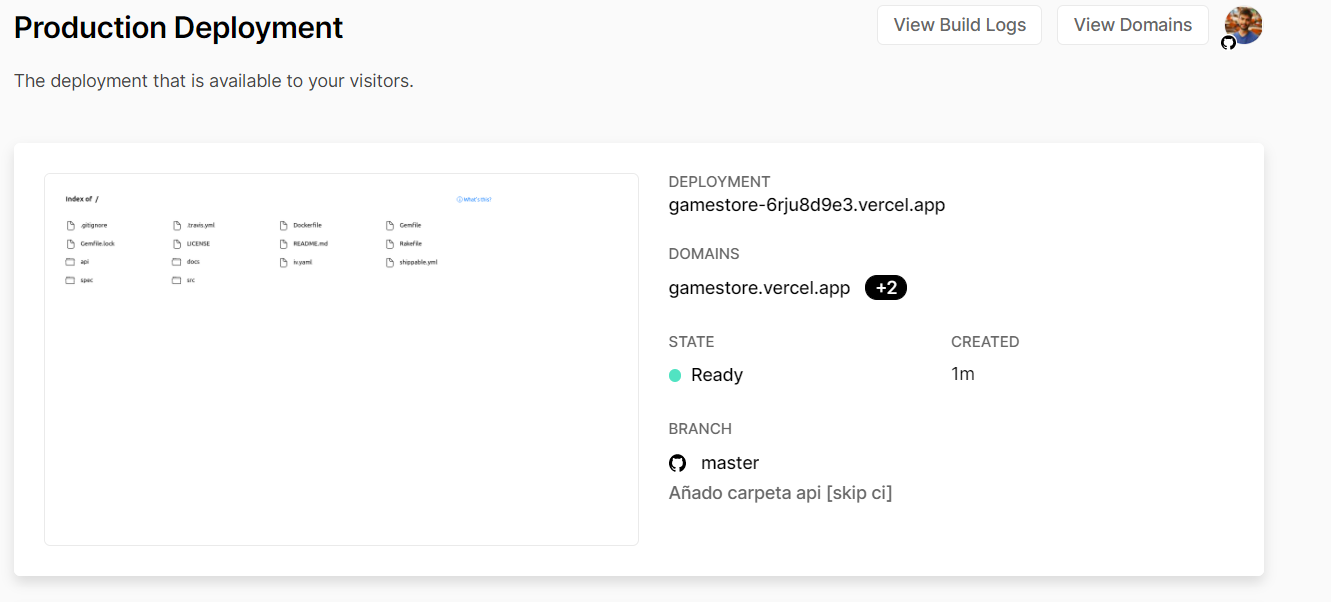 Production Deployment
View Build Logs
View Domains
The deployment that is available to your visitors.
Index of /
What's this?
.gitignore
.travis.yml
Dockerfile
Gemfile
Gemfile.lock
LICENSE
README.md
Rakefile
api
docs
iv.yaml
shippable.yml
spec
src
DEPLOYMENT
gamestore-6rju8d9e3.vercel.app
DOMAINS
gamestore.vercel.app +2
STATE
CREATED
Ready
1m
BRANCH
master
Añado carpeta api [skip ci]